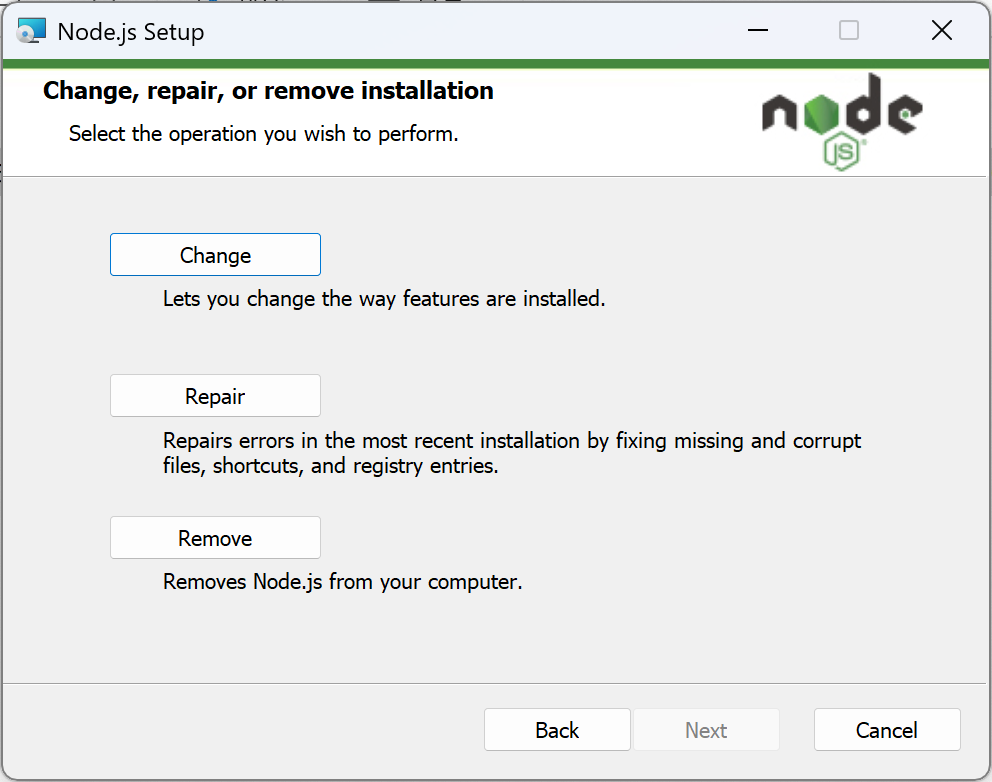 Node.js Setup
Change, repair, or remove installation
Select the operation you wish to perform.
node
JS
Change
Lets you change the way features are installed.
Repair
Repairs errors in the most recent installation by fixing missing and corrupt
files, shortcuts, and registry entries.
Remove
Removes Node.js from your computer.
Back
Next
Cancel